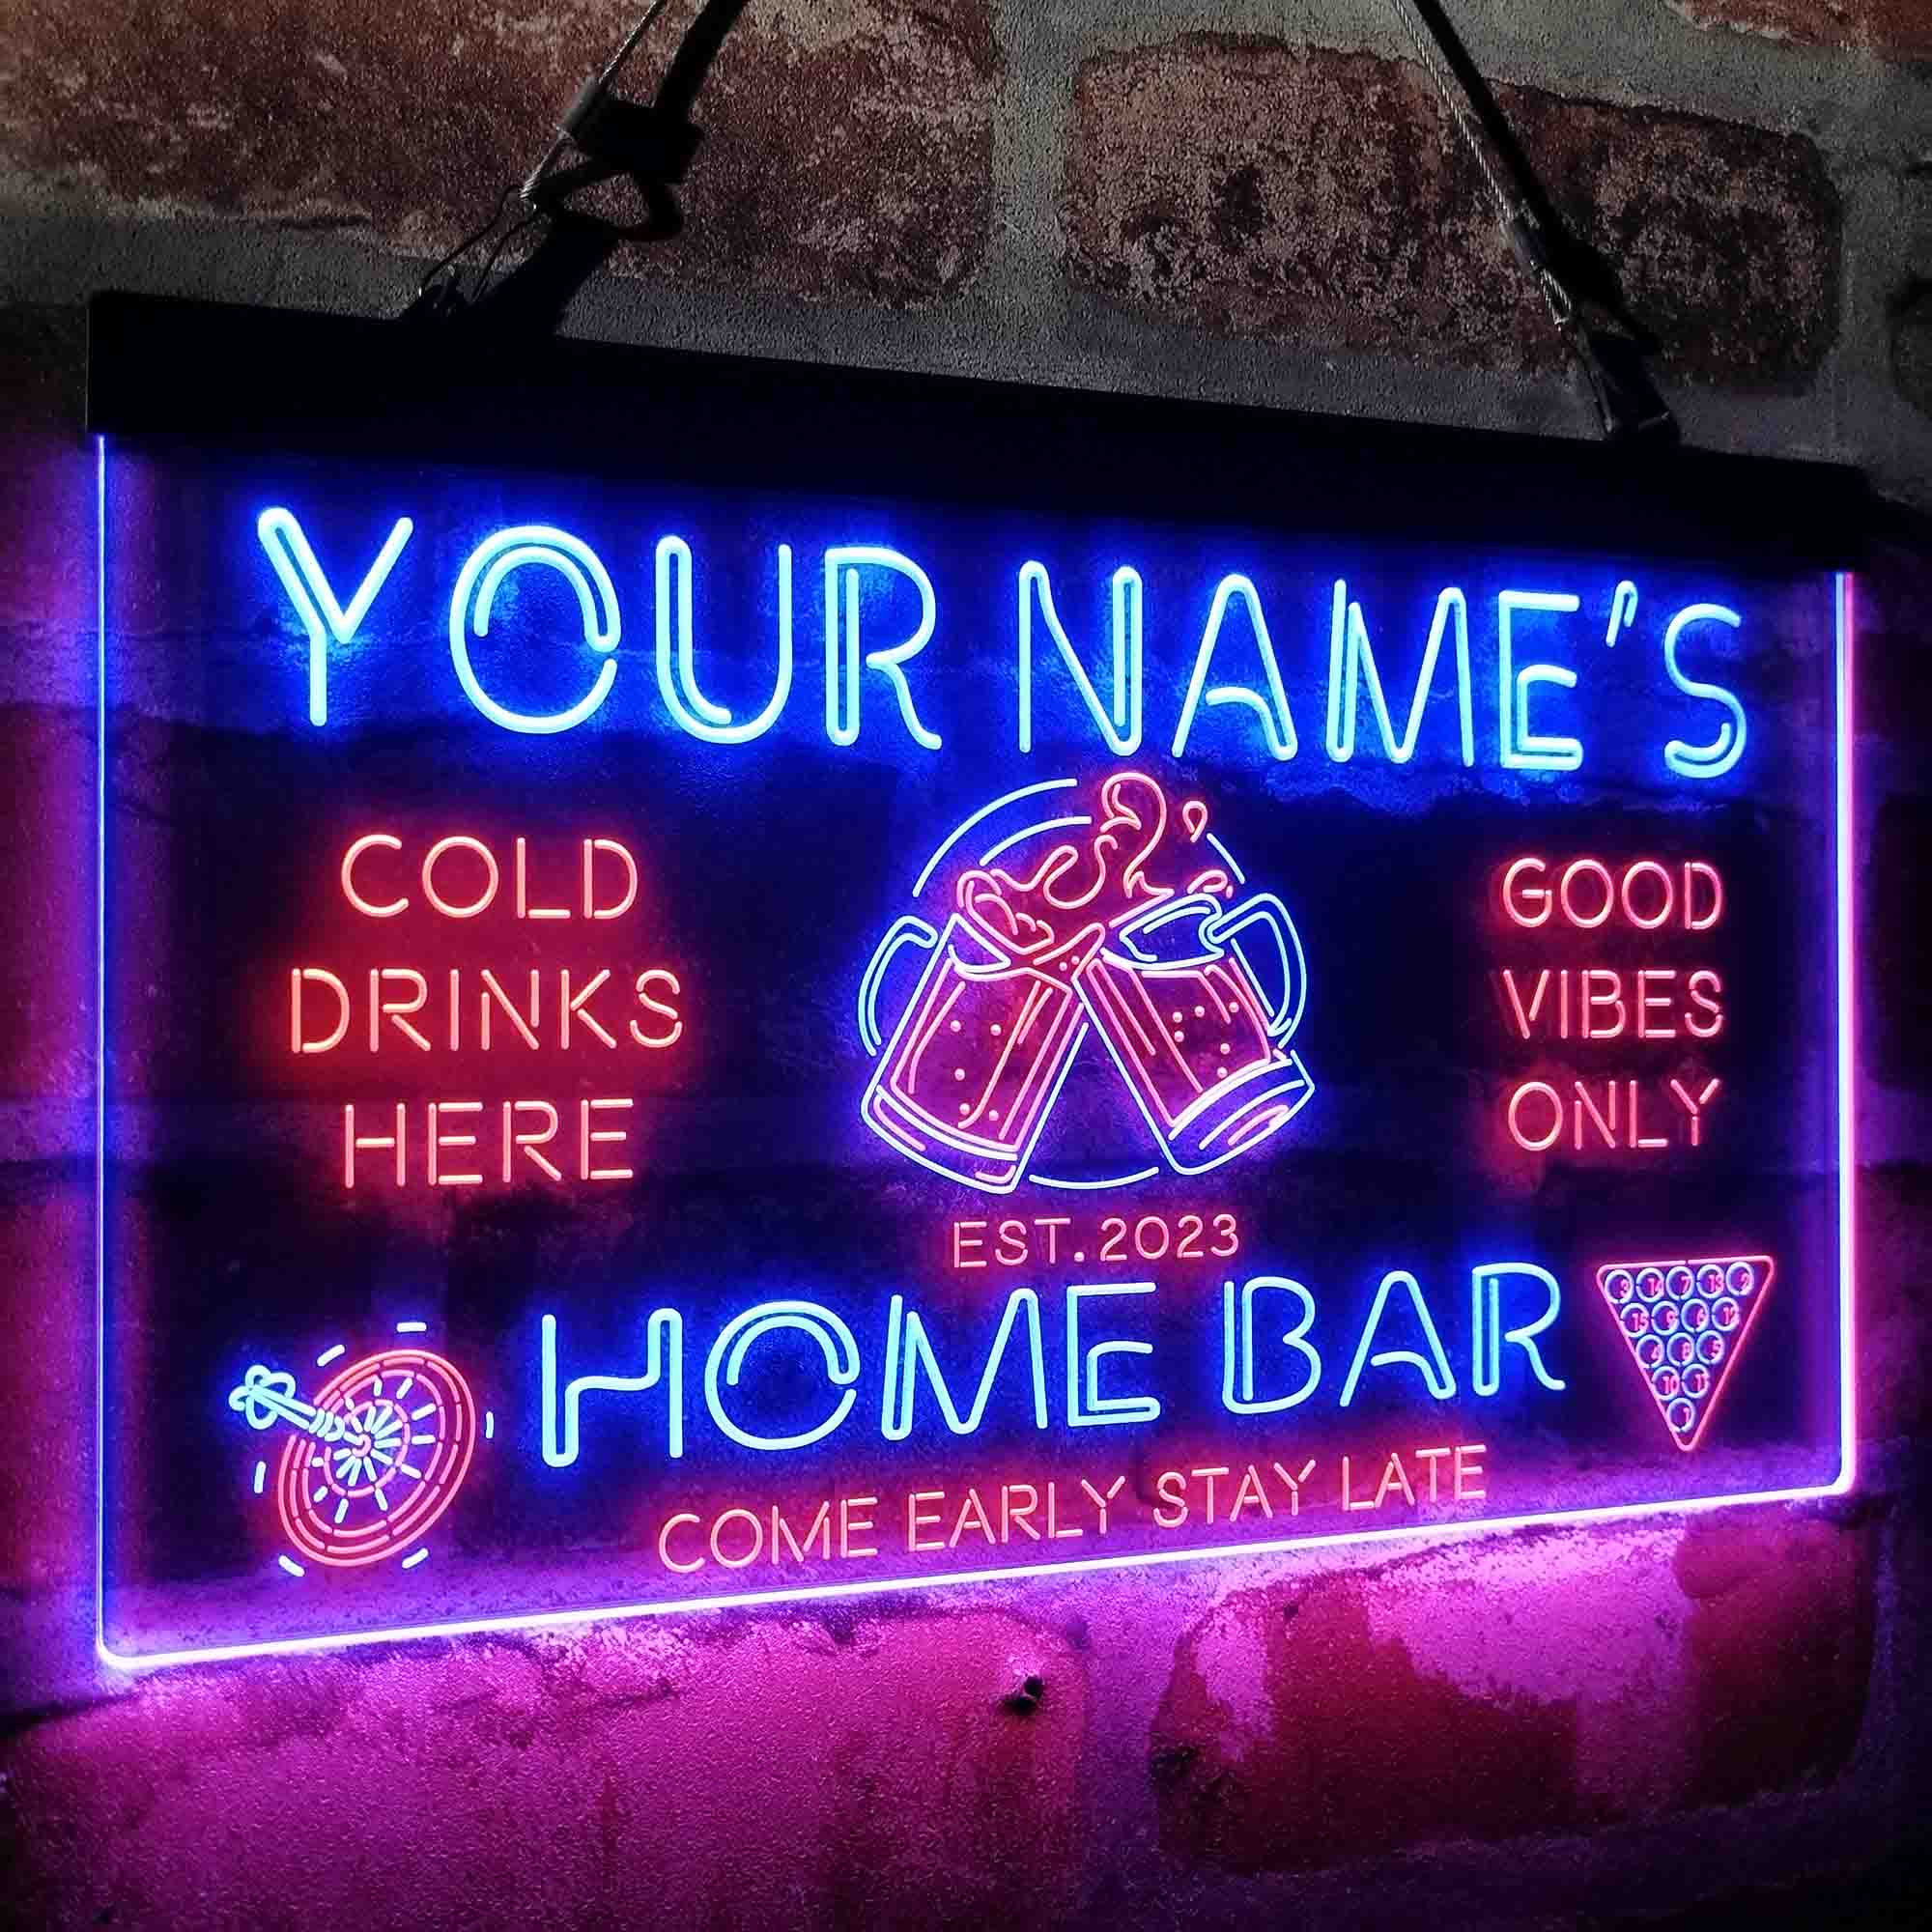 YOUR NAME'S
COLD
DRINKS
HERE
GOOD
VIBES
ONLY
EST.2023
HOME BAR
COME EARLY STAY LATE